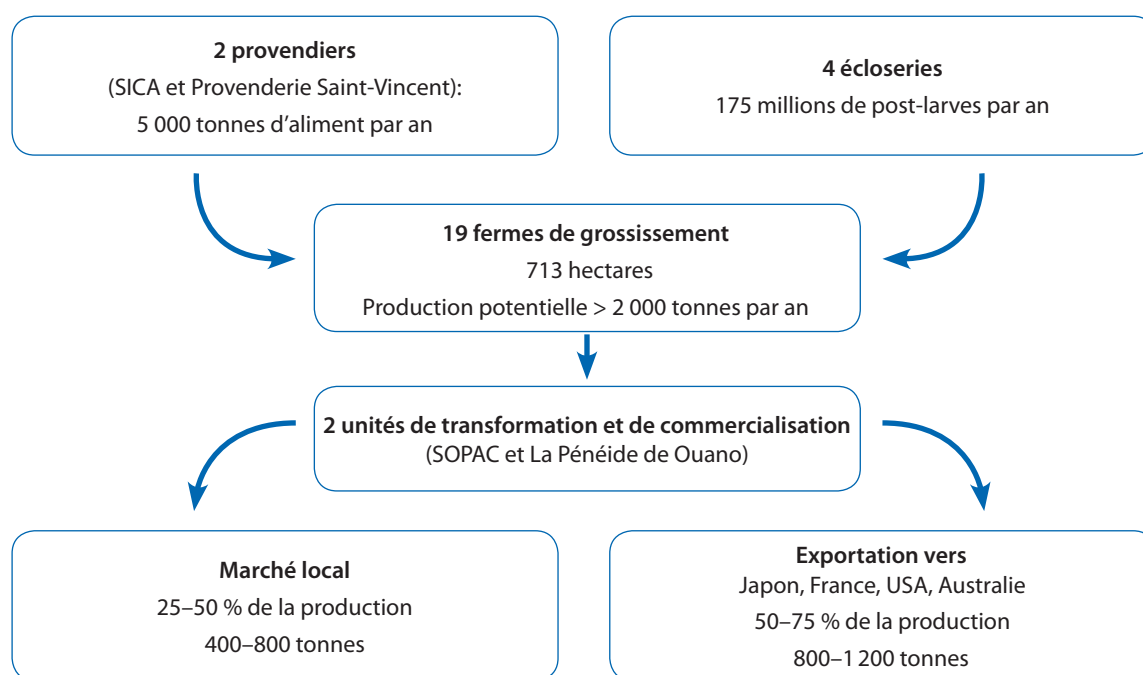 2 provendiers
(SICA et Provenderie Saint-Vincent):
5 000 tonnes d'aliment par an
4 écloseries
175 millions de post-larves par an
19 fermes de grossissement
713 hectares
Production potentielle > 2 000 tonnes par an
2 unités de transformation et de commercialisation
(SOPAC et La Pénéide de Ouano)
Marché local
25–50 % de la production
400–800 tonnes
Exportation vers
Japon, France, USA, Australie
50–75 % de la production
800–1 200 tonnes